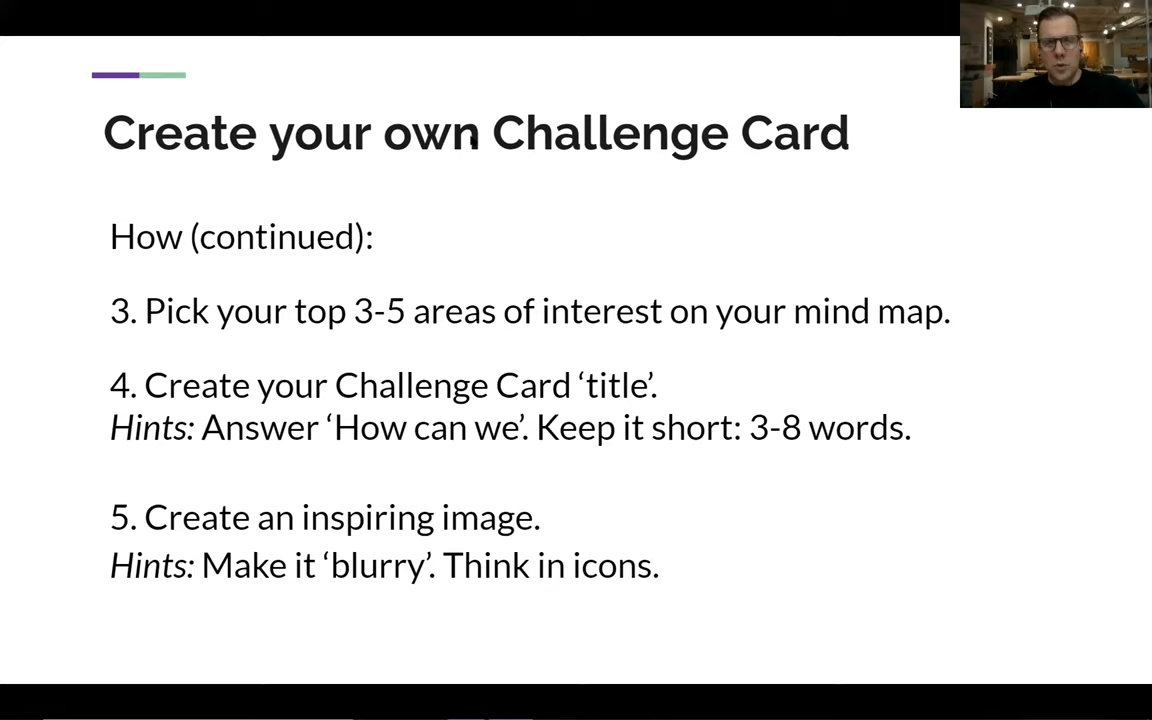 Create your own Challenge Card
How (continued):
3. Pick your top 3-5 areas of interest on your mind map.
4. Create your Challenge Card ‘title’.
Hints: Answer ‘How can we’. Keep it short: 3-8 words.
5. Create an inspiring image.
Hints: Make it ‘blurry’. Think in icons.